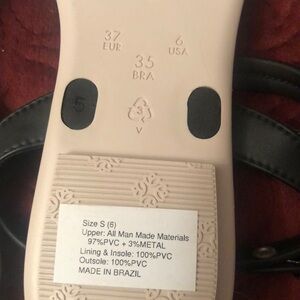 37
EUR
6
USA
35
BRA
5
3
V
Size S (6)
Upper: All Man Made Materials
97%PVC + 3%METAL
Lining & Insole: 100%PVC
Outsole: 100%PVC
MADE IN BRAZIL